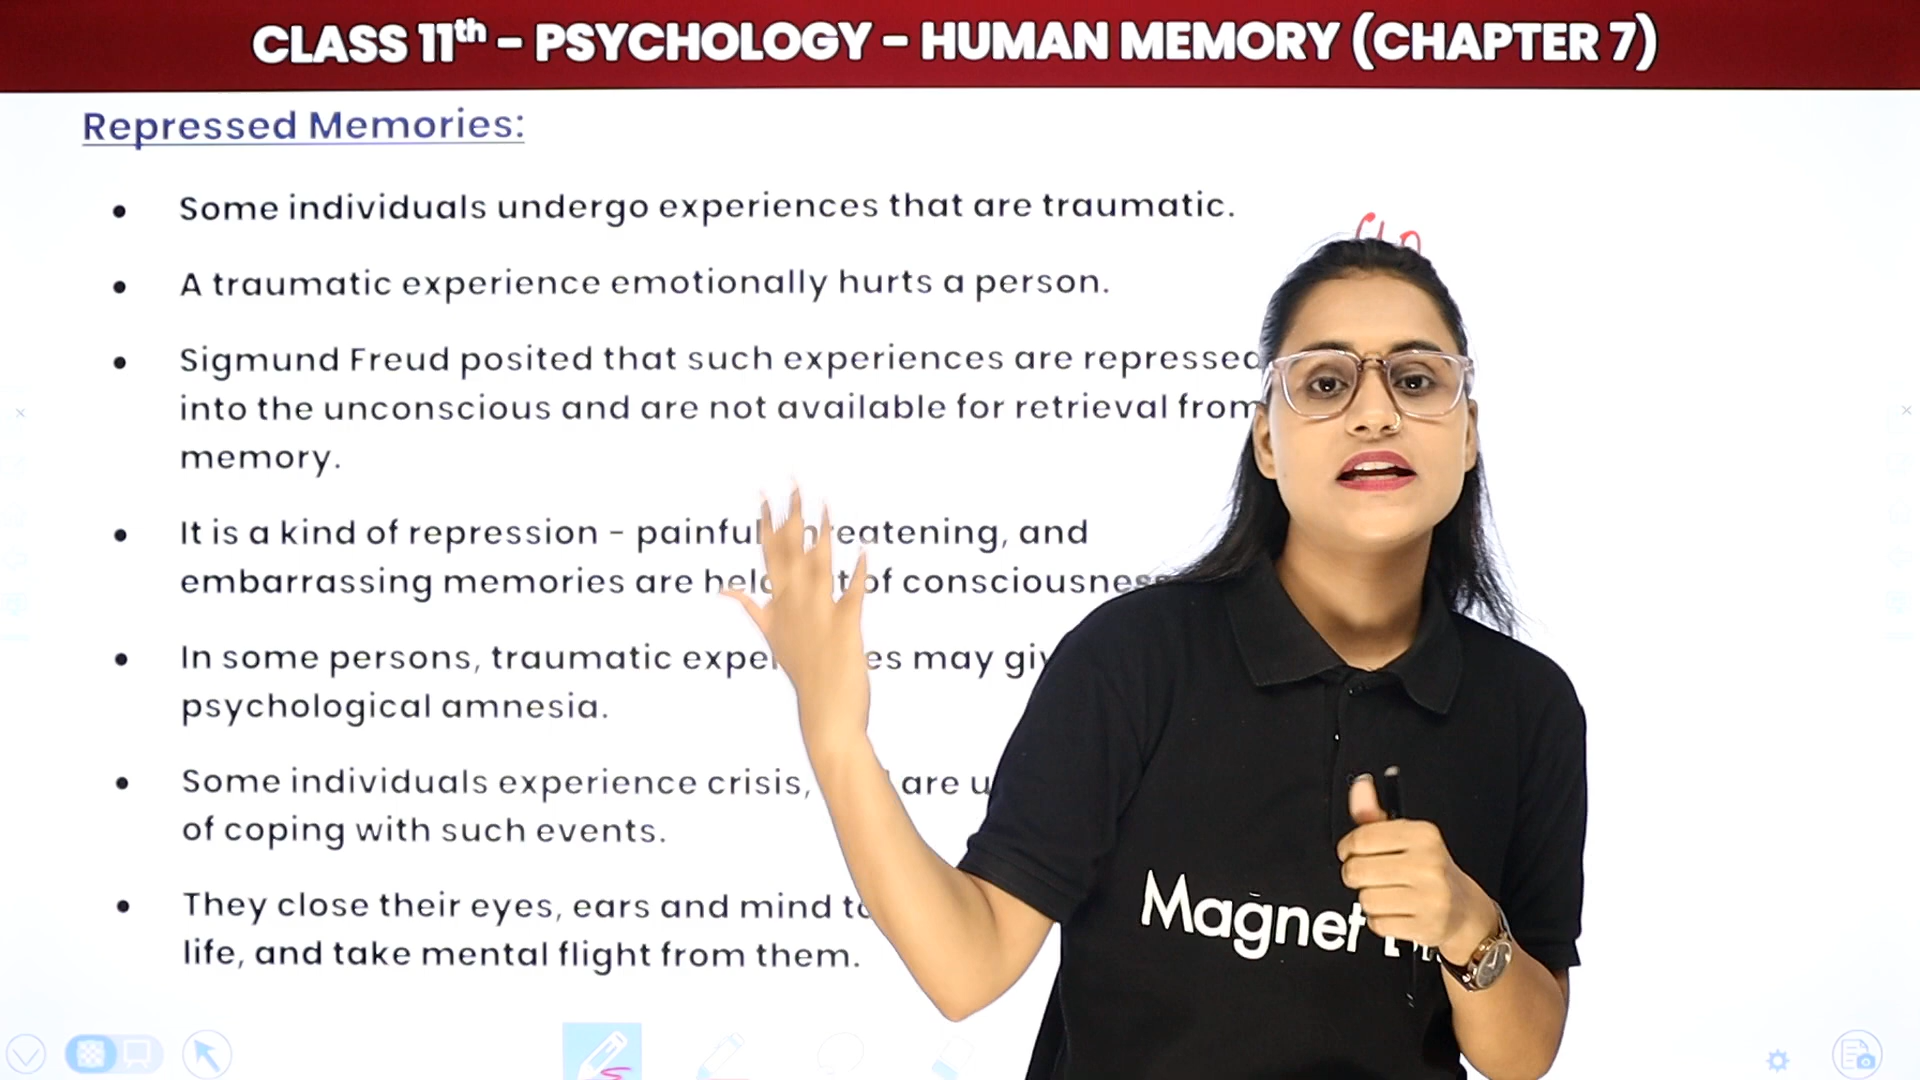 CLASS 11th – PSYCHOLOGY – HUMAN MEMORY (CHAPTER 7)
Repressed Memories:
• Some individuals undergo experiences that are traumatic.
• A traumatic experience emotionally hurts a person.
• Sigmund Freud posited that such experiences are repressed
into the unconscious and are not available for retrieval from
memory.
• It is a kind of repression – painful, and
embarrassing memories are of
• In some persons, traumatic may
psychological amnesia.
• Some individuals experience crisis, are
of coping with such events.
• They close their eyes, ears and mind
life, and take mental flight from them.
Magnet